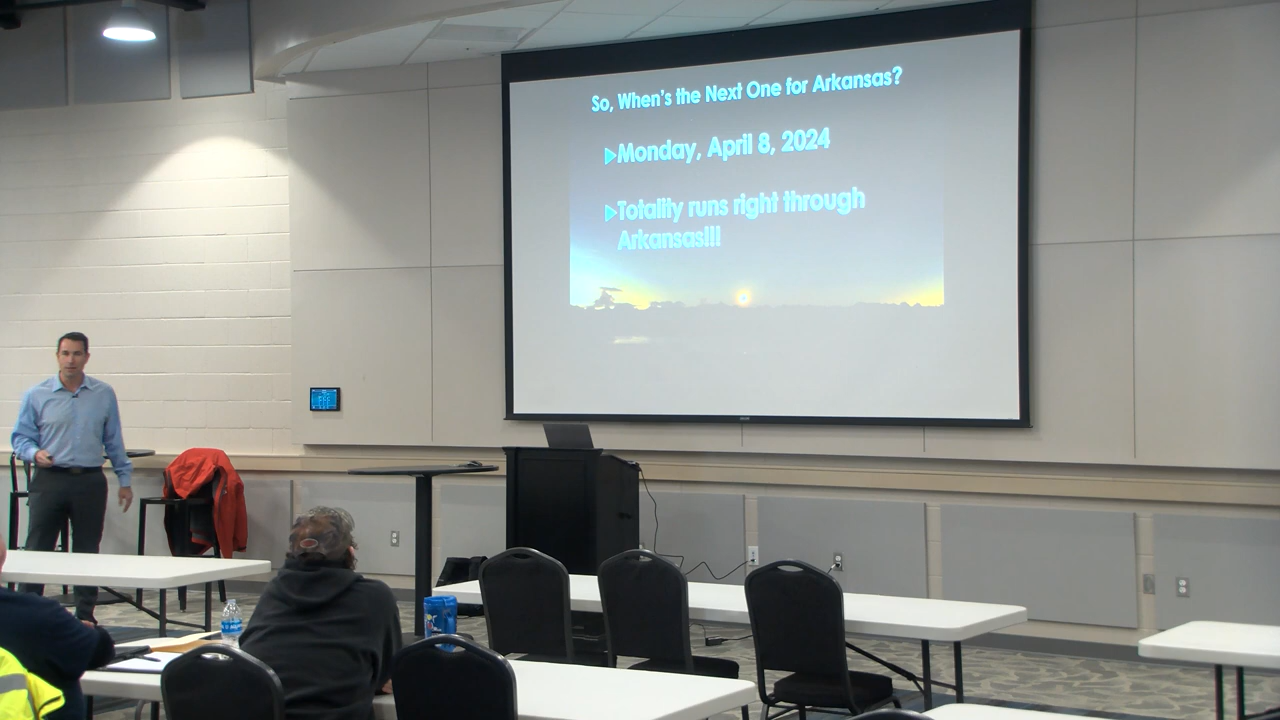 So, When's the Next One for Arkansas?
▶Monday, April 8, 2024
▶Totality runs right through
Arkansas!!!